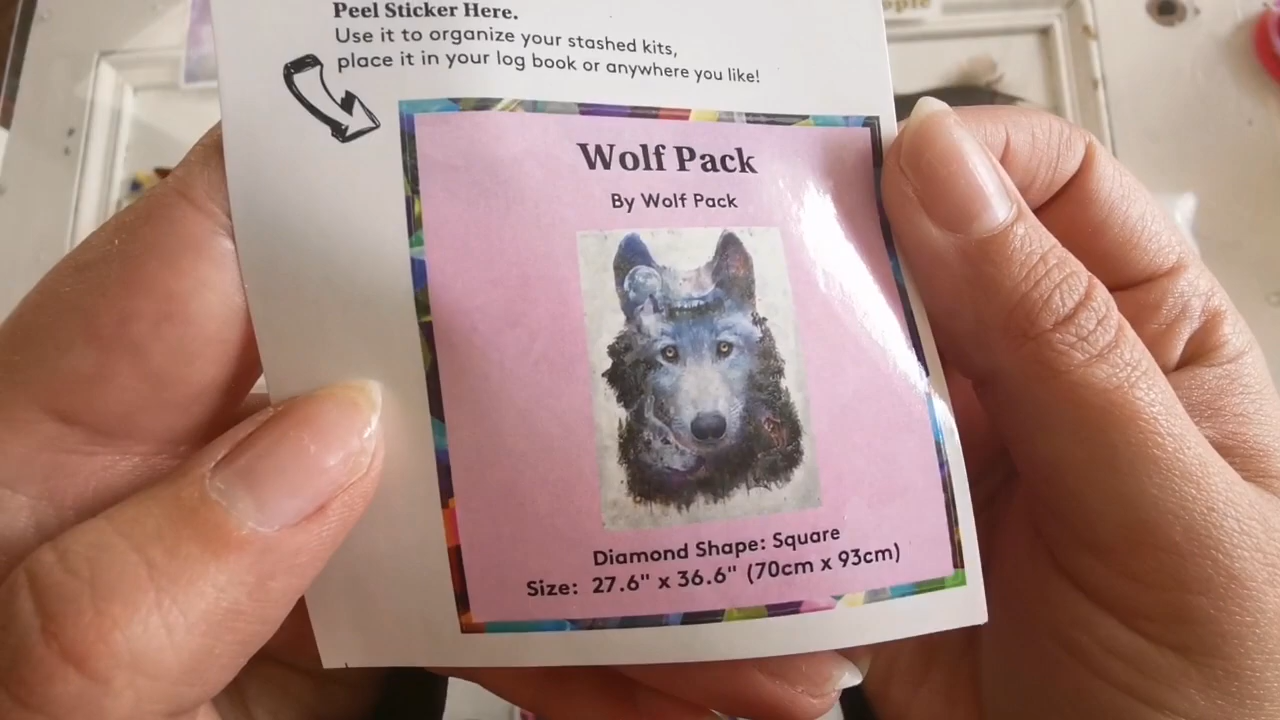 Peel Sticker Here.
Use it to organize your stashed kits,
place it in your log book or anywhere you like!
Wolf Pack
By Wolf Pack
Diamond Shape: Square
Size: 27.6" x 36.6" (70cm x 93cm)